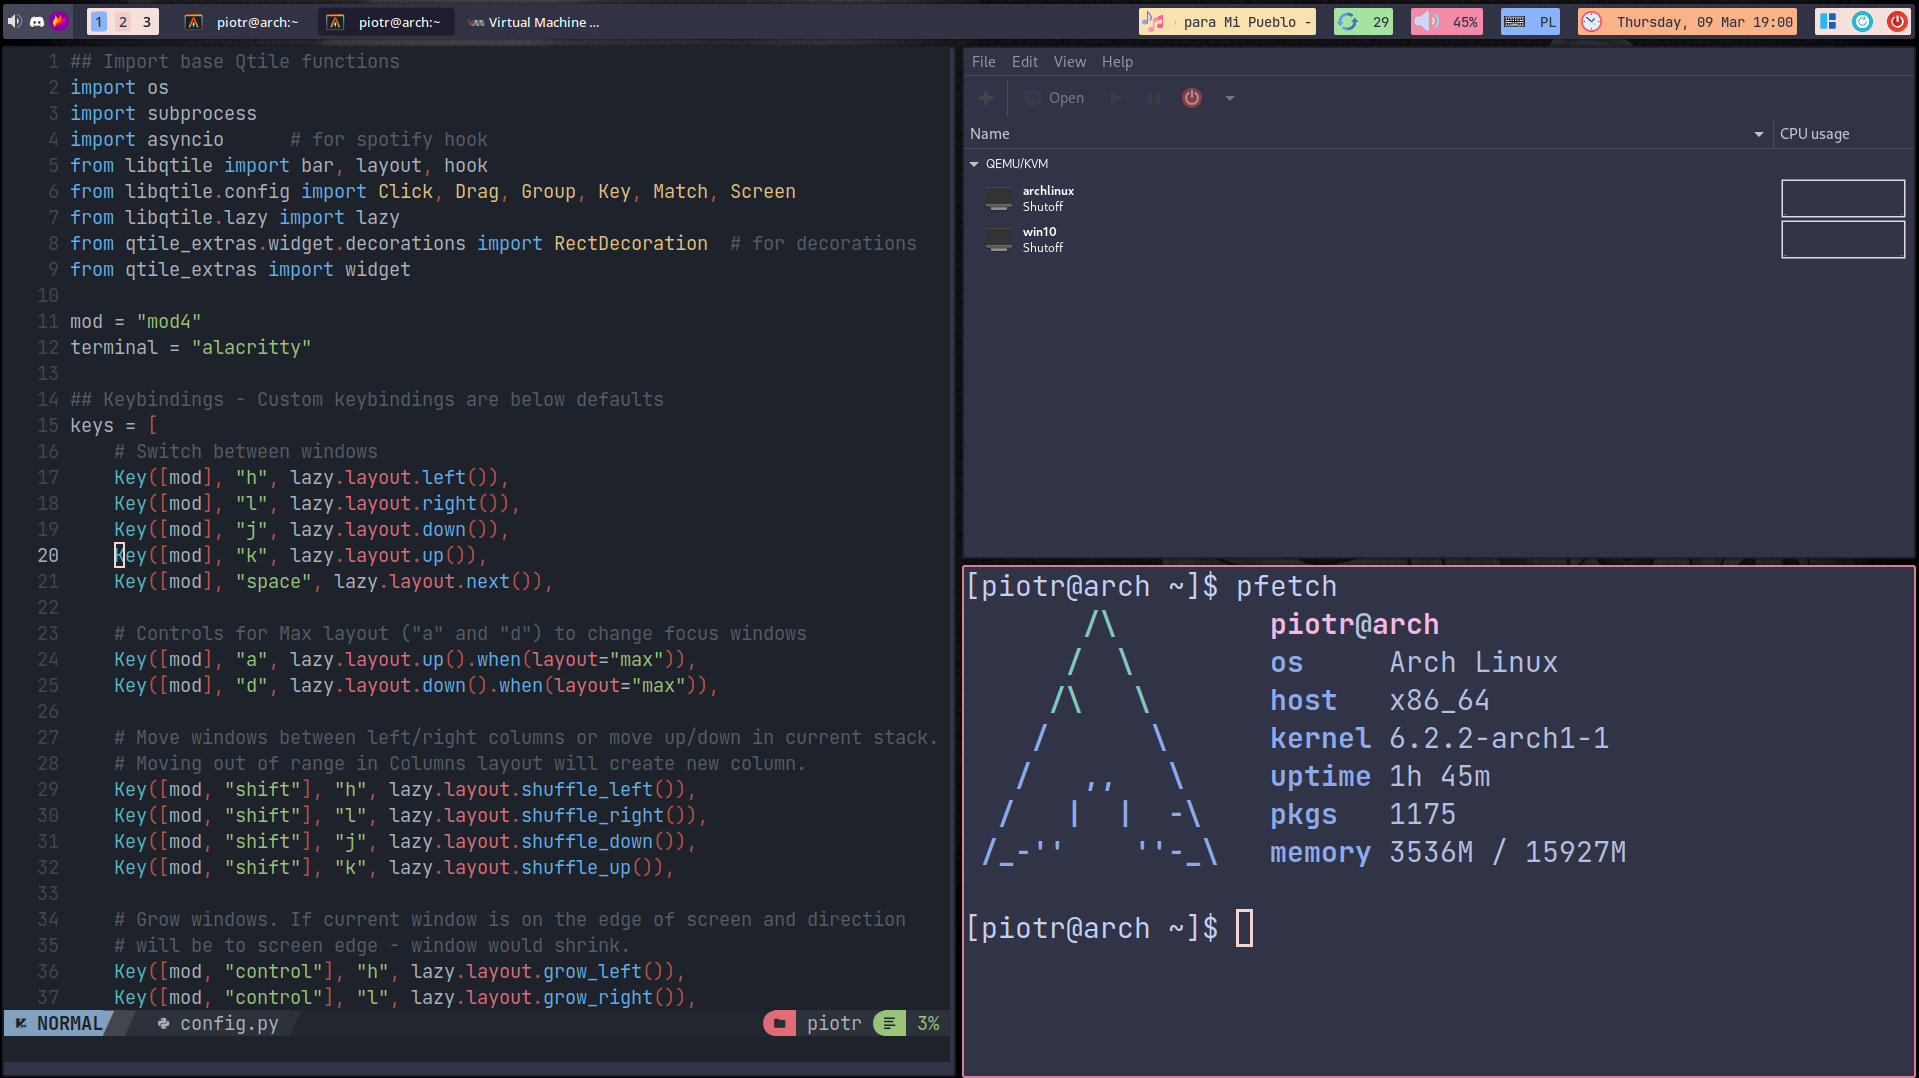 1 2 3 piotr@arch:~ piotr@arch:~ Virtual Machine ... para Mi Pueblo - 29 45% PL Thursday, 09 Mar 19:00
1 ## Import base Qtile functions
2 import os
3 import subprocess
4 import asyncio      # for spotify hook
5 from libqtile import bar, layout, hook
6 from libqtile.config import Click, Drag, Group, Key, Match, Screen
7 from libqtile.lazy import lazy
8 from qtile_extras.widget.decorations import RectDecoration  # for decorations
9 from qtile_extras import widget
10
11 mod = "mod4"
12 terminal = "alacritty"
13
14 ## Keybindings - Custom keybindings are below defaults
15 keys = [
16     # Switch between windows
17     Key([mod], "h", lazy.layout.left()),
18     Key([mod], "l", lazy.layout.right()),
19     Key([mod], "j", lazy.layout.down()),
20     Key([mod], "k", lazy.layout.up()),
21     Key([mod], "space", lazy.layout.next()),
22
23     # Controls for Max layout ("a" and "d") to change focus windows
24     Key([mod], "a", lazy.layout.up().when(layout="max")),
25     Key([mod], "d", lazy.layout.down().when(layout="max")),
26
27     # Move windows between left/right columns or move up/down in current stack.
28     # Moving out of range in Columns layout will create new column.
29     Key([mod, "shift"], "h", lazy.layout.shuffle_left()),
30     Key([mod, "shift"], "l", lazy.layout.shuffle_right()),
31     Key([mod, "shift"], "j", lazy.layout.shuffle_down()),
32     Key([mod, "shift"], "k", lazy.layout.shuffle_up()),
33
34     # Grow windows. If current window is on the edge of screen and direction
35     # will be to screen edge - window would shrink.
36     Key([mod, "control"], "h", lazy.layout.grow_left()),
37     Key([mod, "control"], "l", lazy.layout.grow_right()),
NORMAL config.py piotr 3%
File Edit View Help
Open
Name CPU usage
QEMU/KVM
archlinux
Shutoff
win10
Shutoff
[piotr@arch ~]$ pfetch
      /\         piotr@arch
     /  \        os     Arch Linux
    /\   \       host   x86_64
   /      \      kernel 6.2.2-arch1-1
  /   ,,   \     uptime 1h 45m
 /   |  |  -\    pkgs   1175
/_-''    ''-_\   memory 3536M / 15927M
[piotr@arch ~]$